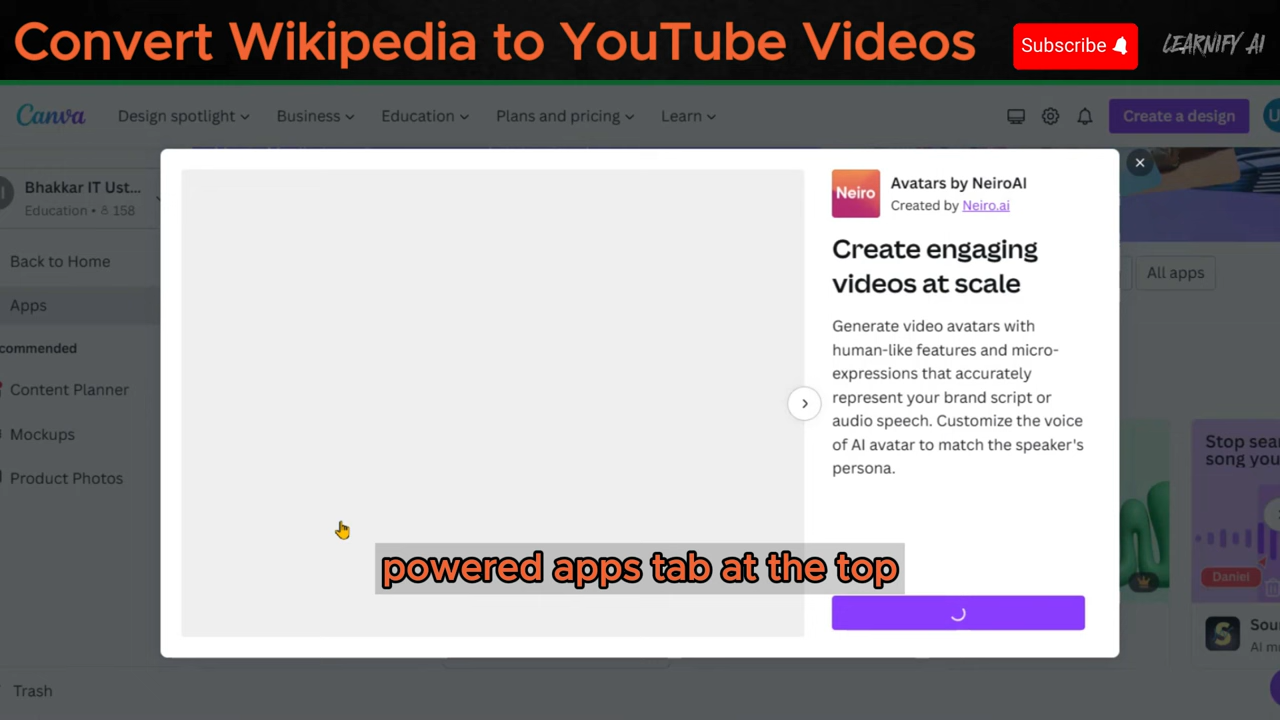 Convert Wikipedia to YouTube Videos
Subscribe
LEARNIFY AI
Canva
Design spotlight
Business
Education
Plans and pricing
Learn
Create a design
U
Bhakkar IT Ust...
Education • 158
Back to Home
Apps
commended
Content Planner
Mockups
Product Photos
Trash
Neiro
Avatars by NeiroAI
Created by Neiro.ai
Create engaging
videos at scale
Generate video avatars with
human-like features and micro-
expressions that accurately
represent your brand script or
audio speech. Customize the voice
of AI avatar to match the speaker's
persona.
powered apps tab at the top
All apps
Stop sear
song you
Daniel
S
Sou
AI m